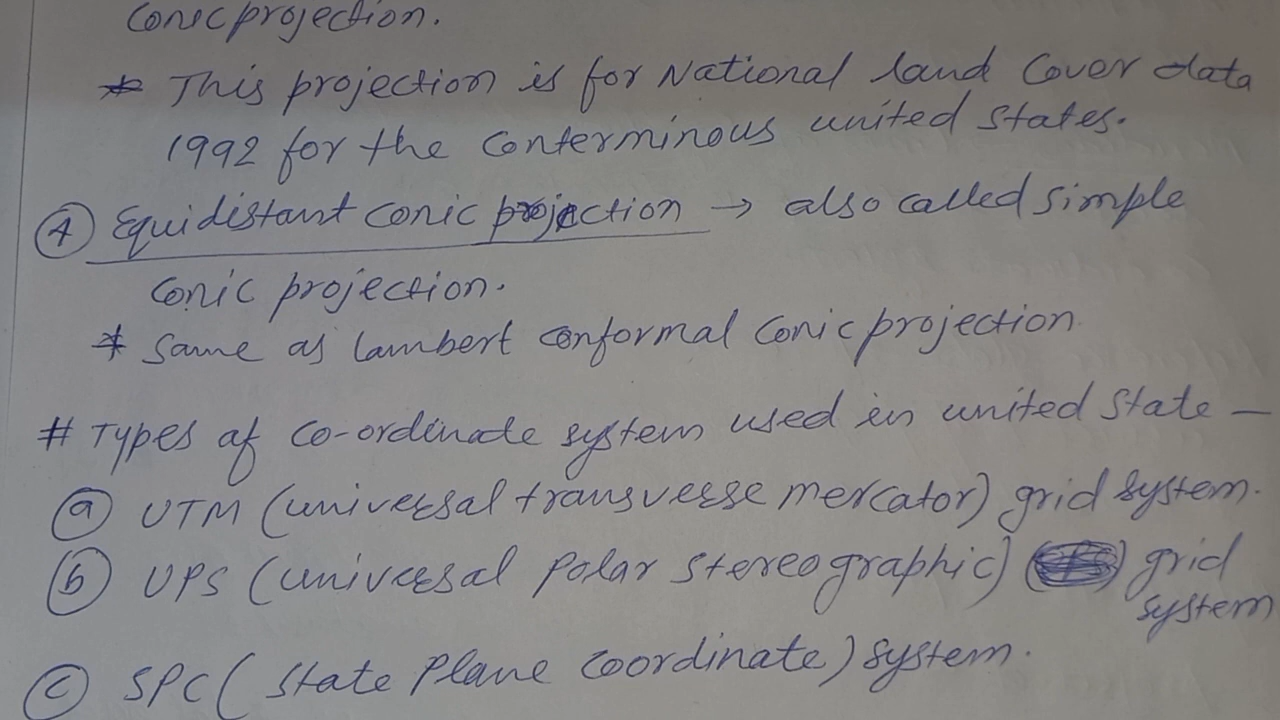 Conic projection.
* This projection is for National land Cover data
1992 for the Conterminous united States.
④ Equidistant Conic projection → also called Simple
Conic projection.
* Same as Lambert Conformal Conic projection
# Types of Co-ordinate system used in united State –
ⓐ UTM (universal transverse mercator) grid system.
ⓑ UPS (universal polar Stereographic) grid
system
ⓒ SPC ( State Plane Coordinate) System.